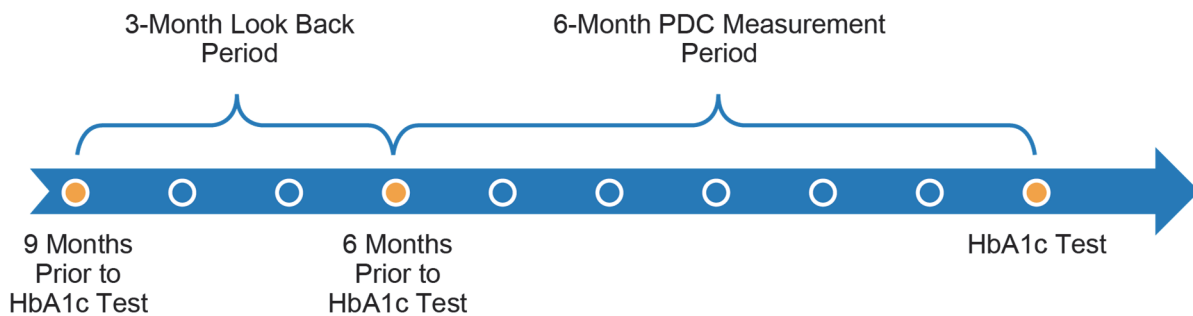 3-Month Look Back
Period
6-Month PDC Measurement
Period
9 Months
Prior to
HbA1c Test
6 Months
Prior to
HbA1c Test
HbA1c Test